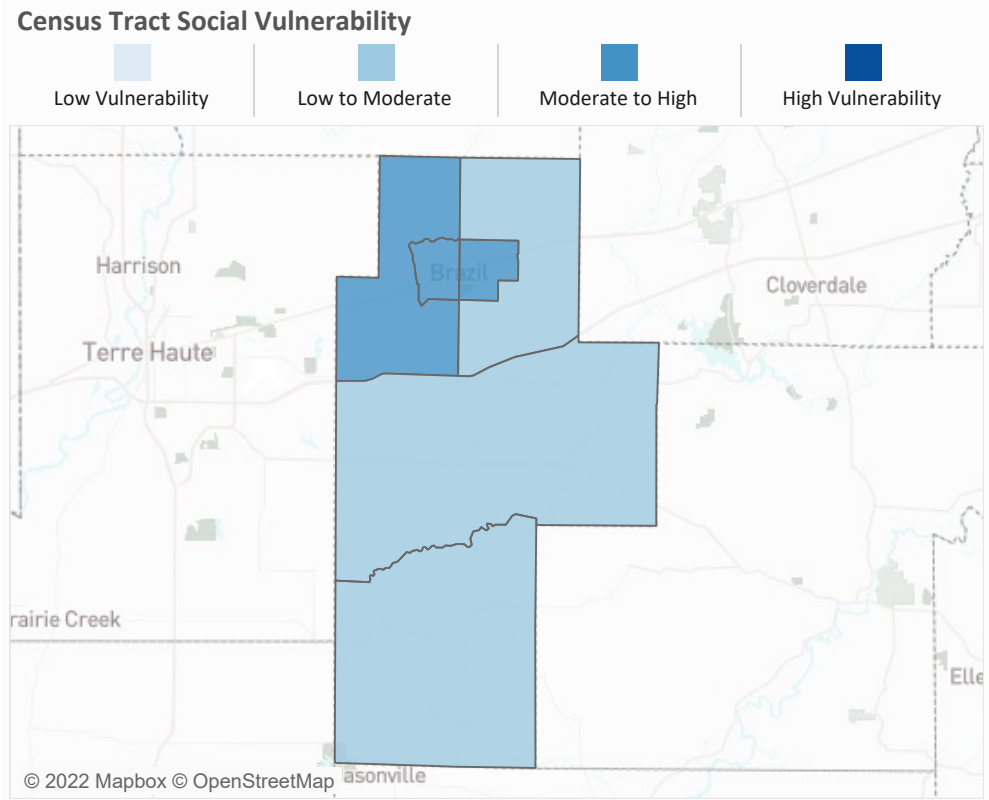 Census Tract Social Vulnerability
Low Vulnerability
Low to Moderate
Moderate to High
High Vulnerability
Harrison
Brazil
Cloverdale
Terre Haute
rairie Creek
Elle
asonville
© 2022 Mapbox © OpenStreetMap